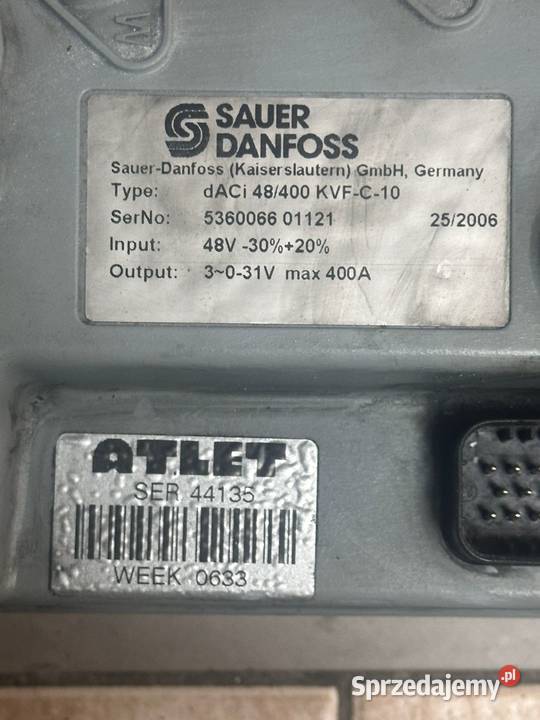 W
SAUER
DANFOSS
Sauer-Danfoss (Kaiserslautern) GmbH, Germany
Type: dACi 48/400 KVF-C-10
SerNo: 5360066 01121 25/2006
Input: 48V -30%+20%
Output: 3~0-31V max 400A
ATLET
SER 44135
WEEK 0633
Sprzedajemy.pl